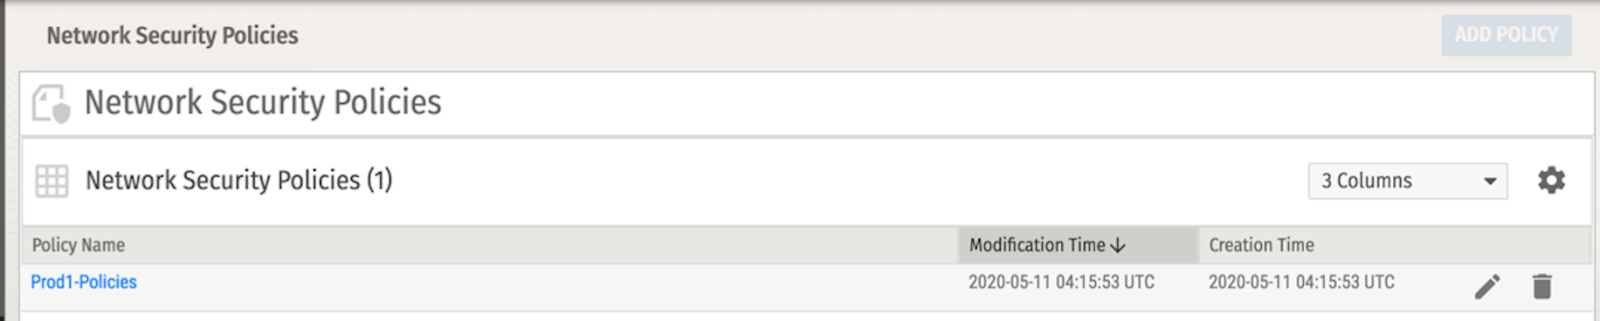 Network Security Policies
ADD POLICY
Network Security Policies
Network Security Policies (1)
3 Columns
Policy Name Modification Time Creation Time
Prod1-Policies 2020-05-11 04:15:53 UTC 2020-05-11 04:15:53 UTC